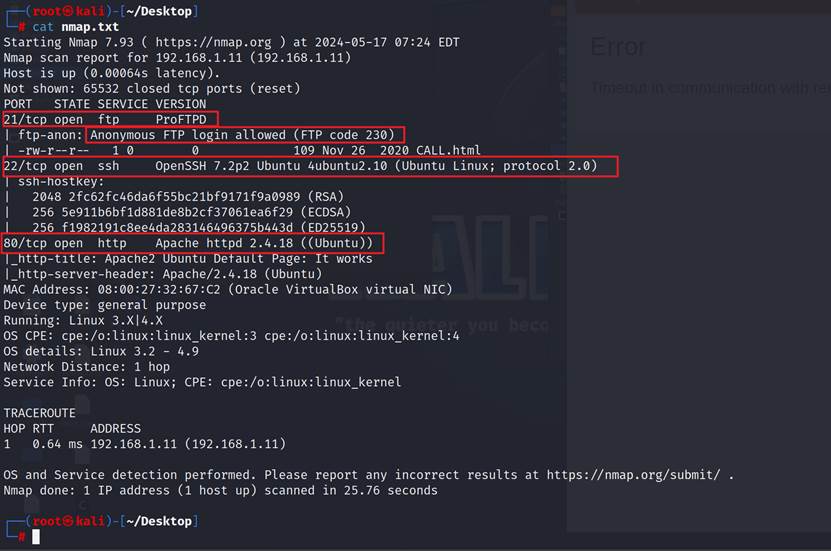 ┌──(root㉿kali)-[~/Desktop]
└─# cat nmap.txt
Starting Nmap 7.93 ( https://nmap.org ) at 2024-05-17 07:24 EDT
Nmap scan report for 192.168.1.11 (192.168.1.11)
Host is up (0.00064s latency).
Not shown: 65532 closed tcp ports (reset)
PORT   STATE SERVICE VERSION
21/tcp open  ftp     ProFTPD
| ftp-anon: Anonymous FTP login allowed (FTP code 230)
|_-rw-r--r--   1 0        0             109 Nov 26  2020 CALL.html
22/tcp open  ssh     OpenSSH 7.2p2 Ubuntu 4ubuntu2.10 (Ubuntu Linux; protocol 2.0)
| ssh-hostkey:
|   2048 2fc62fc46da6f55bc21bf9171f9a0989 (RSA)
|   256 5e911b6bf1d881de8b2cf37061ea6f29 (ECDSA)
|   256 f1982191c8ee4da283146496375b443d (ED25519)
80/tcp open  http    Apache httpd 2.4.18 ((Ubuntu))
|_http-title: Apache2 Ubuntu Default Page: It works
|_http-server-header: Apache/2.4.18 (Ubuntu)
MAC Address: 08:00:27:32:67:C2 (Oracle VirtualBox virtual NIC)
Device type: general purpose
Running: Linux 3.X|4.X
OS CPE: cpe:/o:linux:linux_kernel:3 cpe:/o:linux:linux_kernel:4
OS details: Linux 3.2 - 4.9
Network Distance: 1 hop
Service Info: OS: Linux; CPE: cpe:/o:linux:linux_kernel

TRACEROUTE
HOP RTT     ADDRESS
1   0.64 ms 192.168.1.11 (192.168.1.11)

OS and Service detection performed. Please report any incorrect results at https://nmap.org/submit/ .
Nmap done: 1 IP address (1 host up) scanned in 25.76 seconds

┌──(root㉿kali)-[~/Desktop]
└─#
Error
Timeout in communication with
"the quieter you